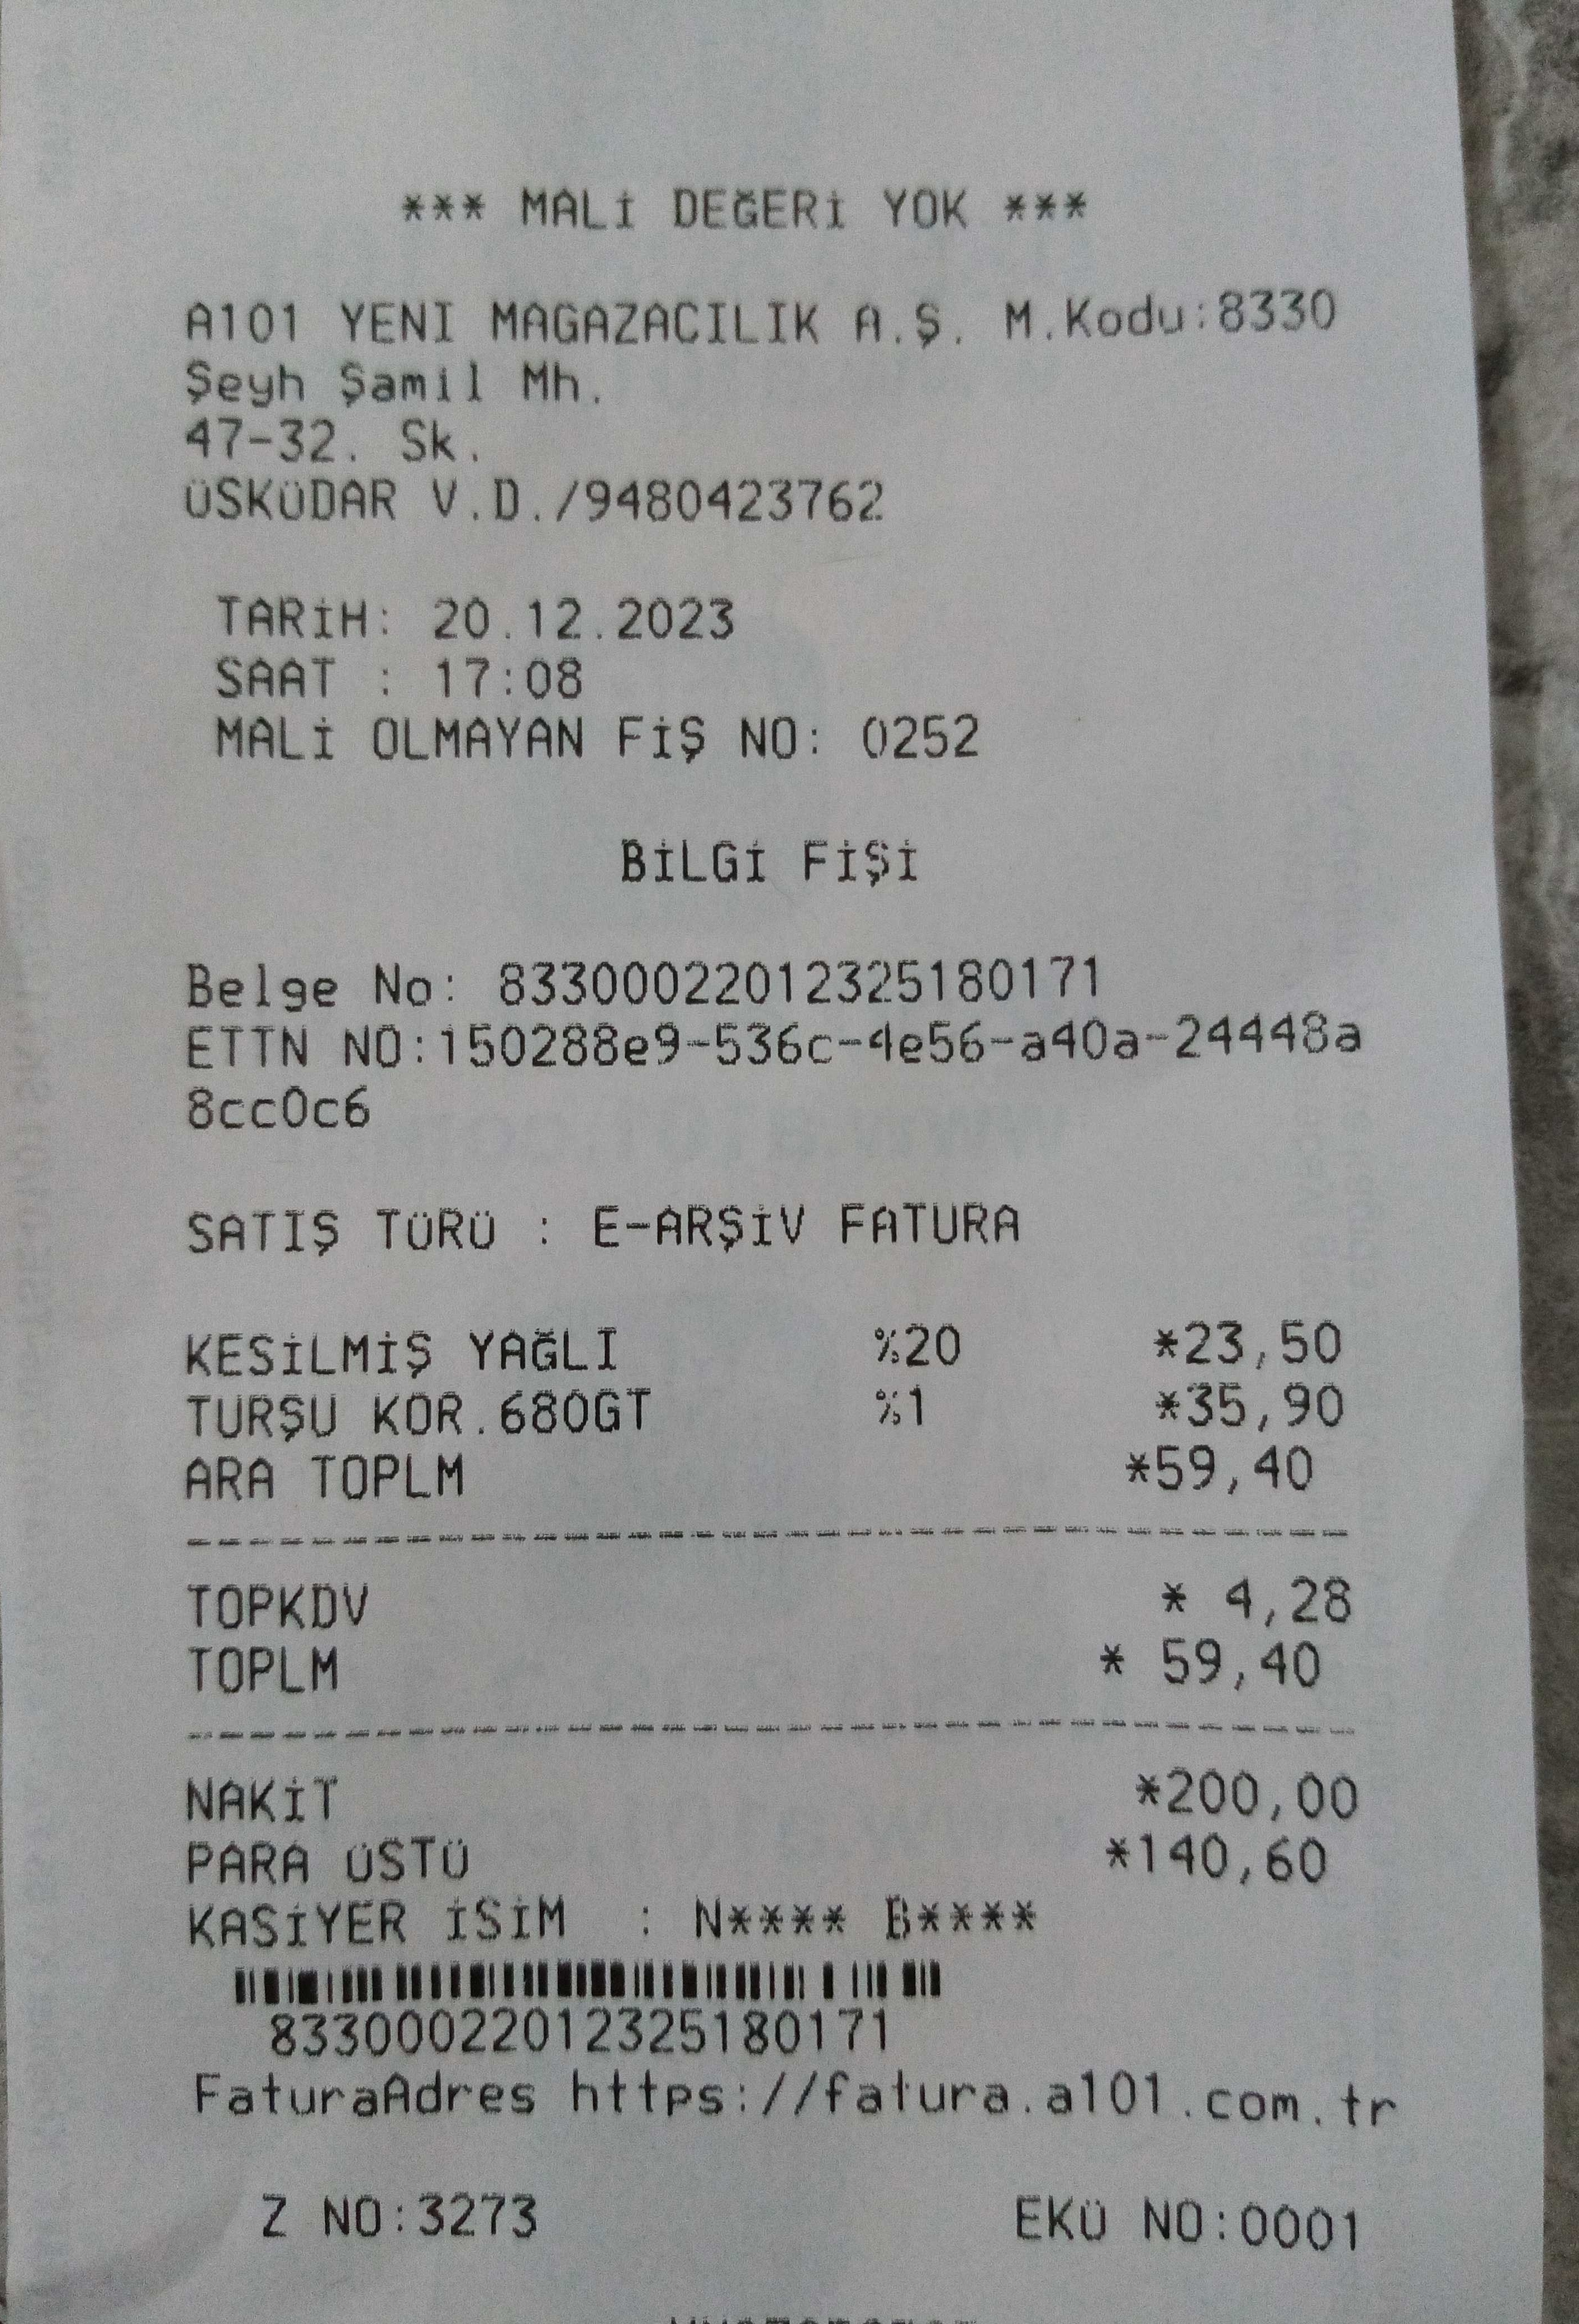 *** MALİ DEĞERİ YOK ***
A101 YENI MAGAZACILIK A.Ş. M.Kodu:8330
Şeyh Şamil Mh.
47-32. Sk.
ÜSKÜDAR V.D./9480423762
TARİH: 20.12.2023
SAAT : 17:08
MALİ OLMAYAN FİŞ NO: 0252
BİLGİ FİŞİ
Belge No: 83300022012325180171
ETTN NO:150288e9-536c-4e56-a40a-24448a
8cc0c6
SATIŞ TÜRÜ : E-ARŞİV FATURA
KESİLMİŞ YAĞLI %20 *23,50
TURŞU KOR.680GT %1 *35,90
ARA TOPLM *59,40
TOPKDV * 4,28
TOPLM * 59,40
NAKİT *200,00
PARA ÜSTÜ *140,60
KASİYER İSİM : N**** B****
83300022012325180171
FaturaAdres https://fatura.a101.com.tr
Z NO:3273 EKÜ NO:0001